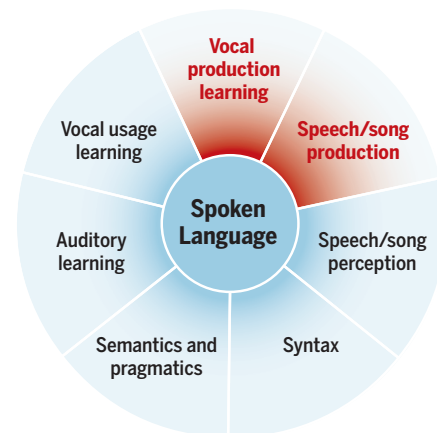 Vocal
production
learning
Speech/song
production
Speech/song
perception
Syntax
Semantics and
pragmatics
Auditory
learning
Vocal usage
learning
Spoken
Language